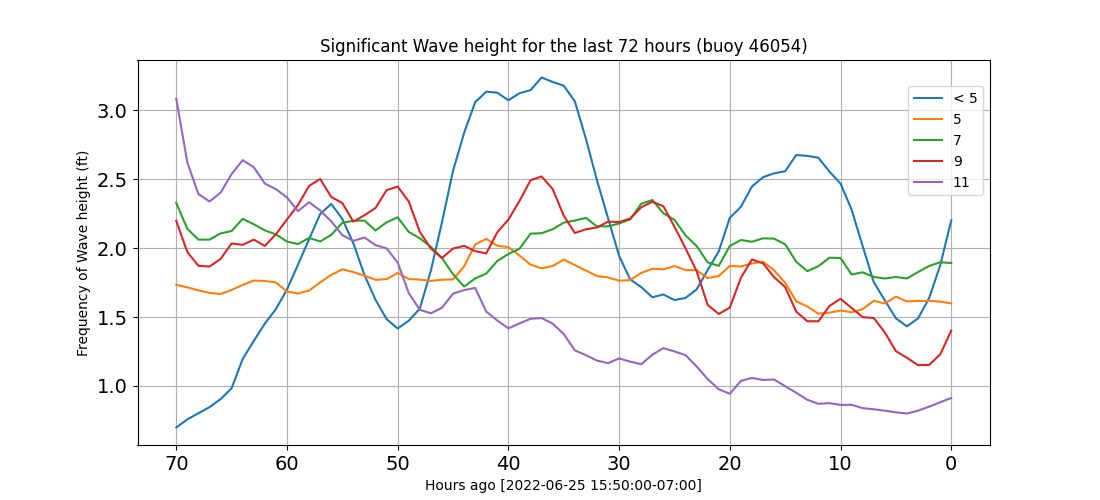 Significant Wave height for the last 72 hours (buoy 46054)
Frequency of Wave height (ft)
3.0
2.5
2.0
1.5
1.0
< 5
5
7
9
11
70 60 50 40 30 20 10 0
Hours ago [2022-06-25 15:50:00-07:00]